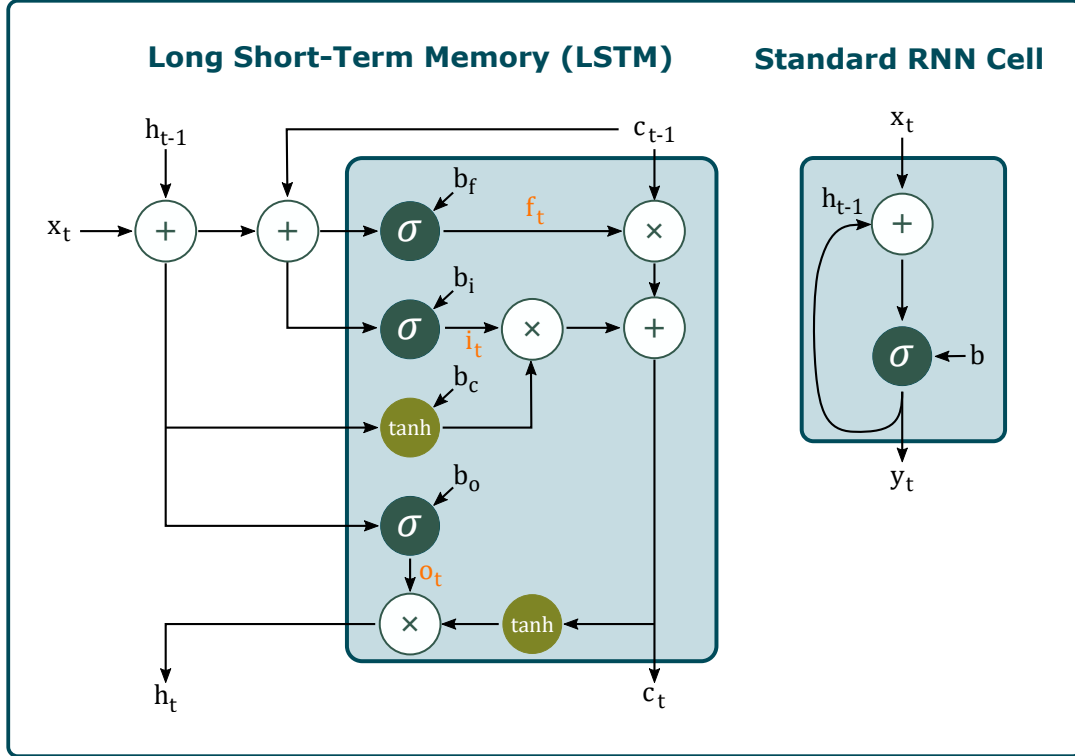 Long Short-Term Memory (LSTM)
Standard RNN Cell
h_{t-1}
c_{t-1}
x_t
x_t
+
+
σ
b_f
f_t
×
h_{t-1}
+
σ
b_i
i_t
×
+
σ
b
tanh
b_c
y_t
σ
b_o
o_t
×
tanh
h_t
c_t